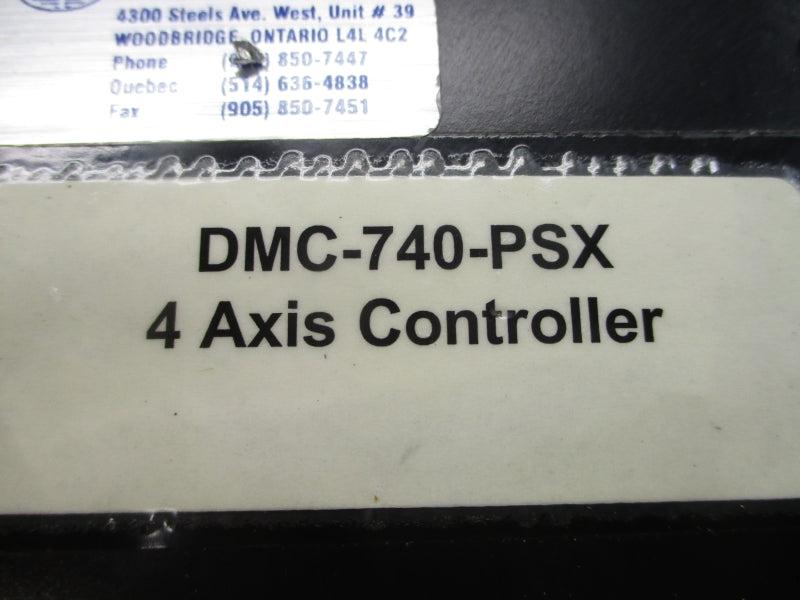 4300 Steels Ave. West, Unit # 39
WOODBRIDGE, ONTARIO L4L 4C2
Phone 850-7447
Quebec (514) 636-4838
Fax (905) 850-7451
DMC-740-PSX
4 Axis Controller